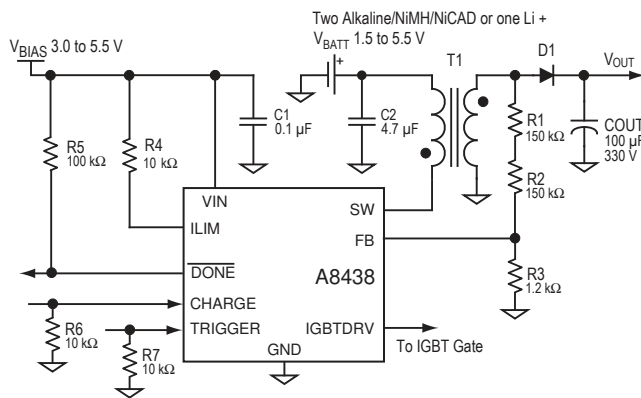 Two Alkaline/NiMH/NiCAD or one Li +
VBIAS 3.0 to 5.5 V
VBATT 1.5 to 5.5 V
+
T1
D1
VOUT
C1
0.1 µF
C2
4.7 µF
R1
150 kΩ
COUT
100 µF
330 V
R5
100 kΩ
R4
10 kΩ
R2
150 kΩ
VIN
SW
ILIM
FB
DONE
A8438
R3
1.2 kΩ
CHARGE
TRIGGER
IGBTDRV
To IGBT Gate
R6
10 kΩ
R7
10 kΩ
GND